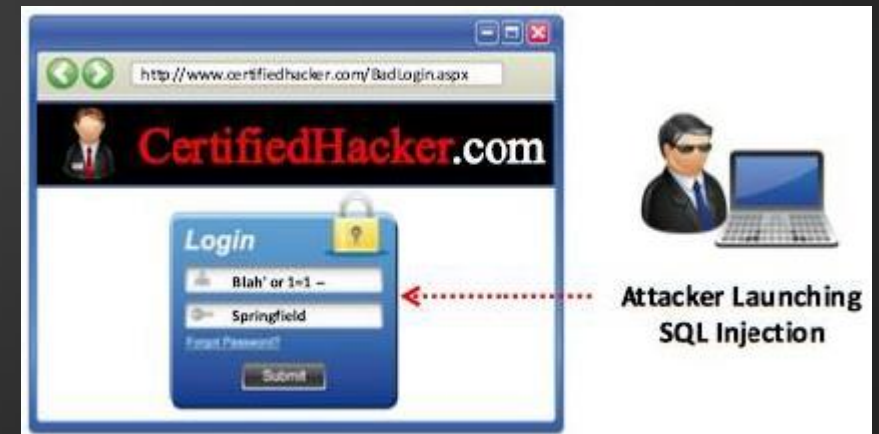 http://www.certifiedhacker.com/BadLogin.aspx
CertifiedHacker.com
Login
Blah' or 1=1 --
Springfield
Forgot Password?
Submit
Attacker Launching
SQL Injection